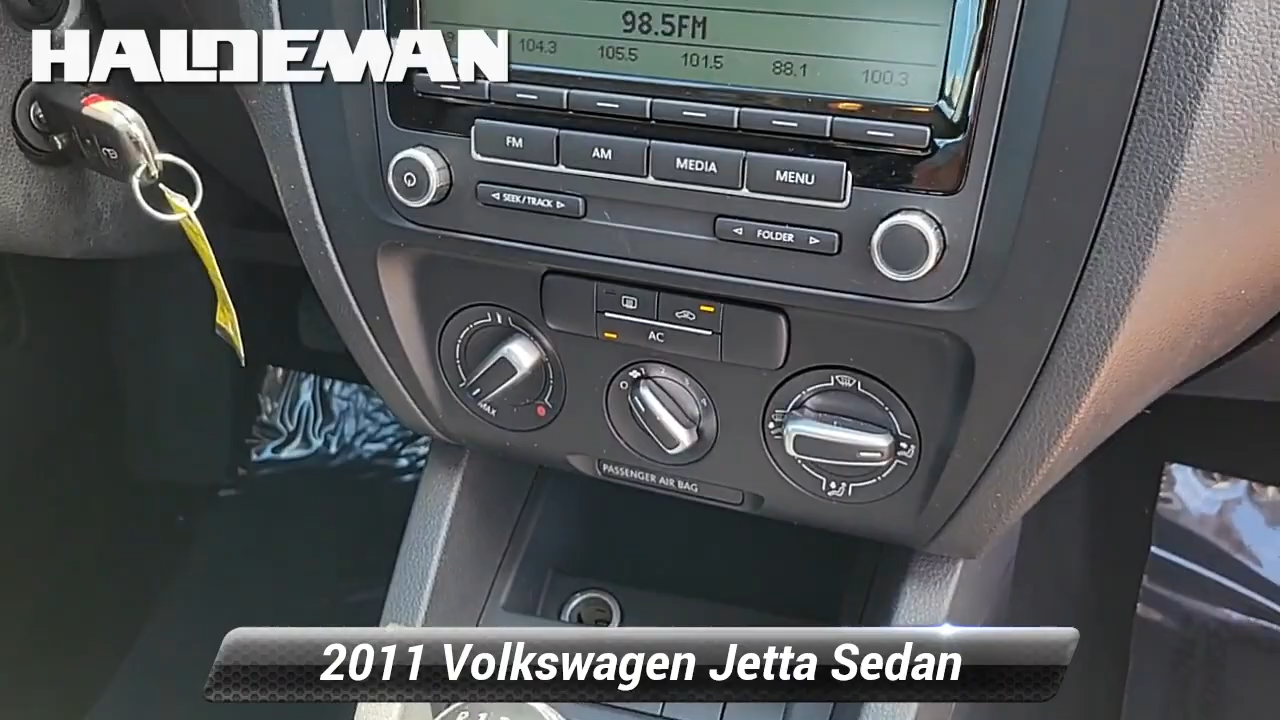 HALDEMAN
98.5FM
104.3 105.5 101.5 88.1 100.3
FM AM MEDIA MENU
SEEK/TRACK
FOLDER
AC
MAX
PASSENGER AIR BAG
2011 Volkswagen Jetta Sedan